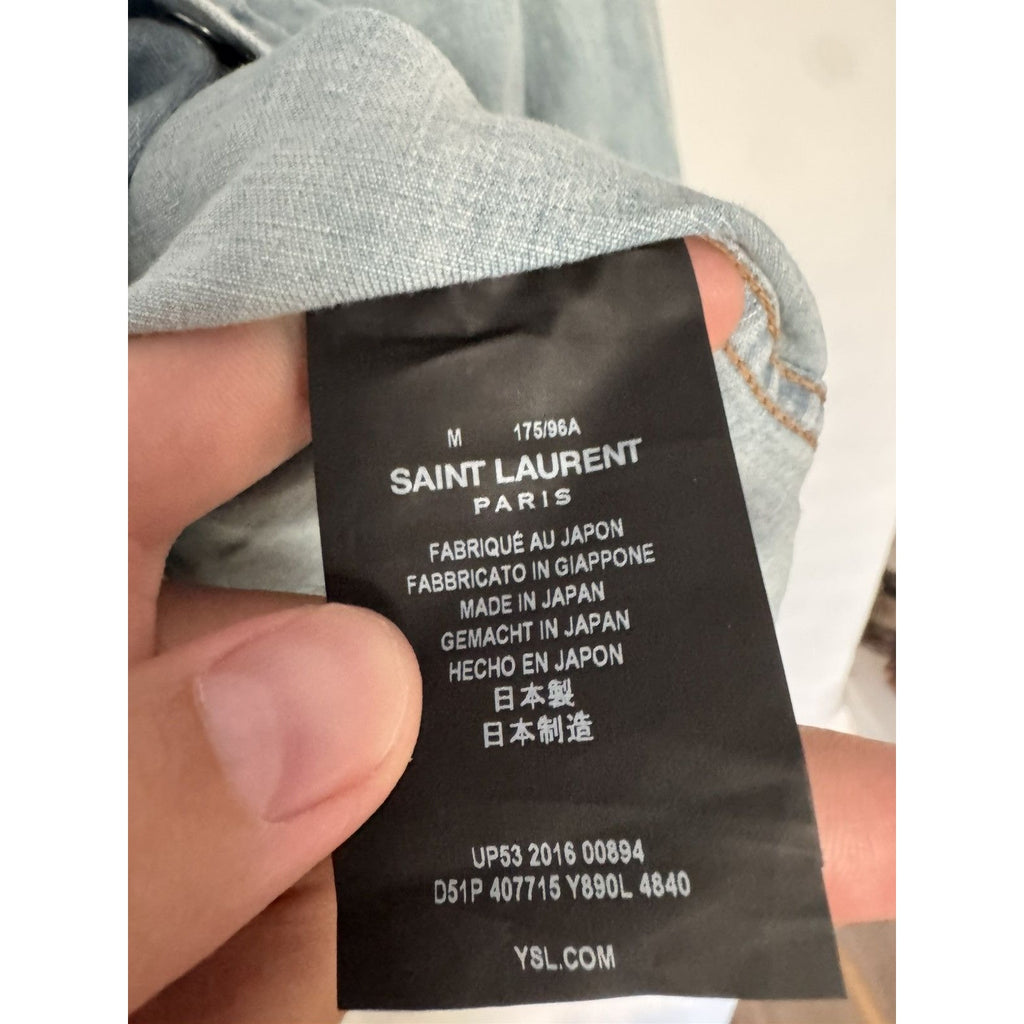 M 175/96A
SAINT LAURENT
PARIS
FABRIQUÉ AU JAPON
FABBRICATO IN GIAPPONE
MADE IN JAPAN
GEMACHT IN JAPAN
HECHO EN JAPON
日本製
日本制造
UP53 2016 00894
D51P 407715 Y890L 4840
YSL.COM